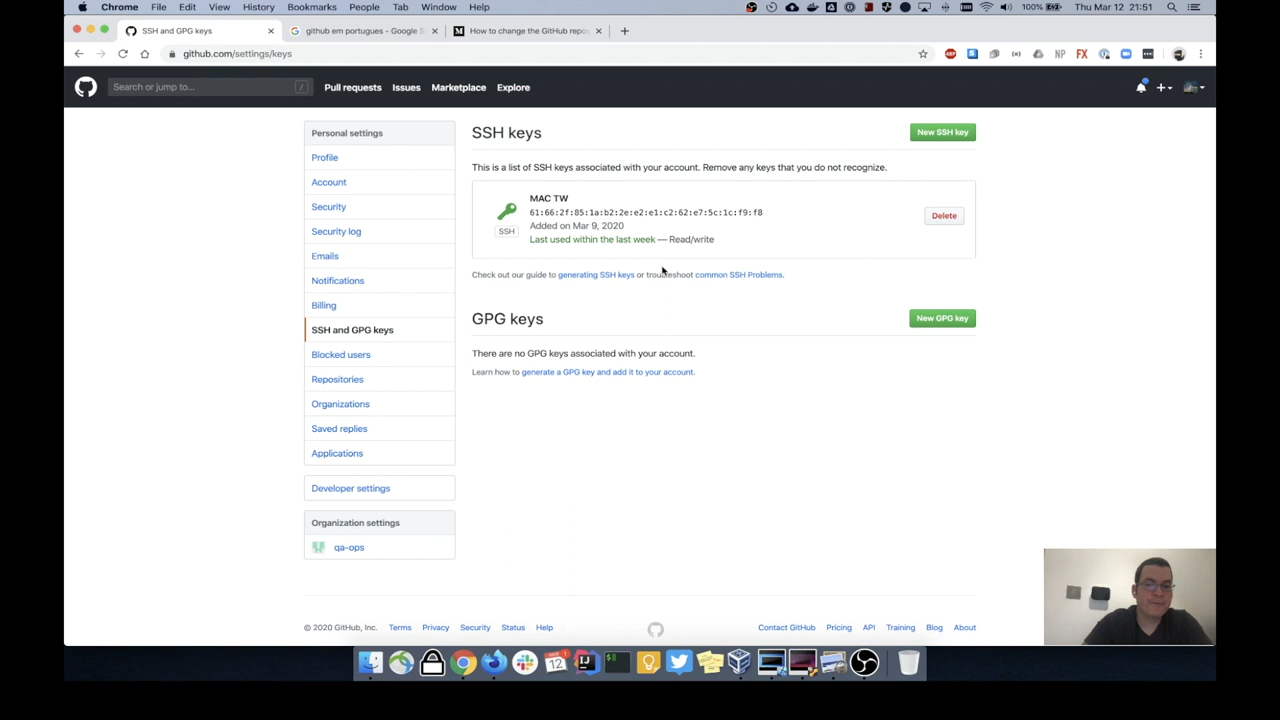 Chrome File Edit View History Bookmarks People Tab Window Help 100% Thu Mar 12 21:51
SSH and GPG keys github em portugues - Google S How to change the GitHub repos
github.com/settings/keys
Search or jump to... / Pull requests Issues Marketplace Explore
Personal settings
Profile
Account
Security
Security log
Emails
Notifications
Billing
SSH and GPG keys
Blocked users
Repositories
Organizations
Saved replies
Applications
Developer settings
Organization settings
qa-ops
SSH keys
New SSH key
This is a list of SSH keys associated with your account. Remove any keys that you do not recognize.
MAC TW
61:66:2f:85:1a:b2:2e:e2:e1:c2:62:e7:5c:1c:f9:f8
Added on Mar 9, 2020
Last used within the last week — Read/write
SSH
Delete
Check out our guide to generating SSH keys or troubleshoot common SSH Problems.
GPG keys
New GPG key
There are no GPG keys associated with your account.
Learn how to generate a GPG key and add it to your account.
© 2020 GitHub, Inc. Terms Privacy Security Status Help Contact GitHub Pricing API Training Blog About